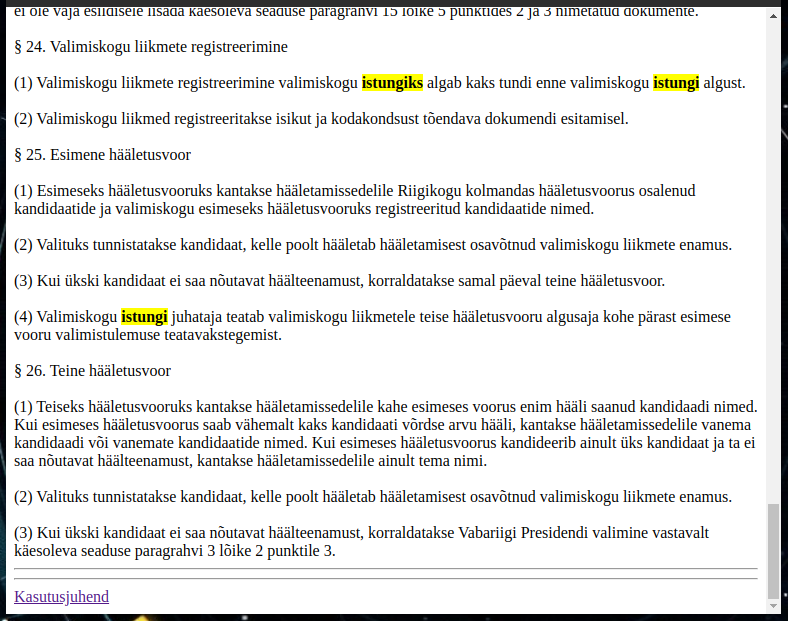 ei ole vaja esildisele lisada käesoleva seaduse paragrahvi 15 lõike 5 punktides 2 ja 3 nimetatud dokumente.
§ 24. Valimiskogu liikmete registreerimine
(1) Valimiskogu liikmete registreerimine valimiskogu istungiks algab kaks tundi enne valimiskogu istungi algust.
(2) Valimiskogu liikmed registreeritakse isikut ja kodakondsust tõendava dokumendi esitamisel.
§ 25. Esimene hääletusvoor
(1) Esimeseks hääletusvooruks kantakse hääletamissedelile Riigikogu kolmandas hääletusvoorus osalenud
kandidaatide ja valimiskogu esimeseks hääletusvooruks registreeritud kandidaatide nimed.
(2) Valituks tunnistatakse kandidaat, kelle poolt hääletab hääletamisest osavõtnud valimiskogu liikmete enamus.
(3) Kui ükski kandidaat ei saa nõutavat häälteenamust, korraldatakse samal päeval teine hääletusvoor.
(4) Valimiskogu istungi juhataja teatab valimiskogu liikmetele teise hääletusvooru algusaja kohe pärast esimese
vooru valimistulemuse teatavakstegemist.
§ 26. Teine hääletusvoor
(1) Teiseks hääletusvooruks kantakse hääletamissedelile kahe esimeses voorus enim hääli saanud kandidaadi nimed.
Kui esimeses hääletusvoorus saab vähemalt kaks kandidaati võrdse arvu hääli, kantakse hääletamissedelile vanema
kandidaadi või vanemate kandidaatide nimed. Kui esimeses hääletusvoorus kandideerib ainult üks kandidaat ja ta ei
saa nõutavat häälteenamust, kantakse hääletamissedelile ainult tema nimi.
(2) Valituks tunnistatakse kandidaat, kelle poolt hääletab hääletamisest osavõtnud valimiskogu liikmete enamus.
(3) Kui ükski kandidaat ei saa nõutavat häälteenamust, korraldatakse Vabariigi Presidendi valimine vastavalt
käesoleva seaduse paragrahvi 3 lõike 2 punktile 3.
Kasutusjuhend